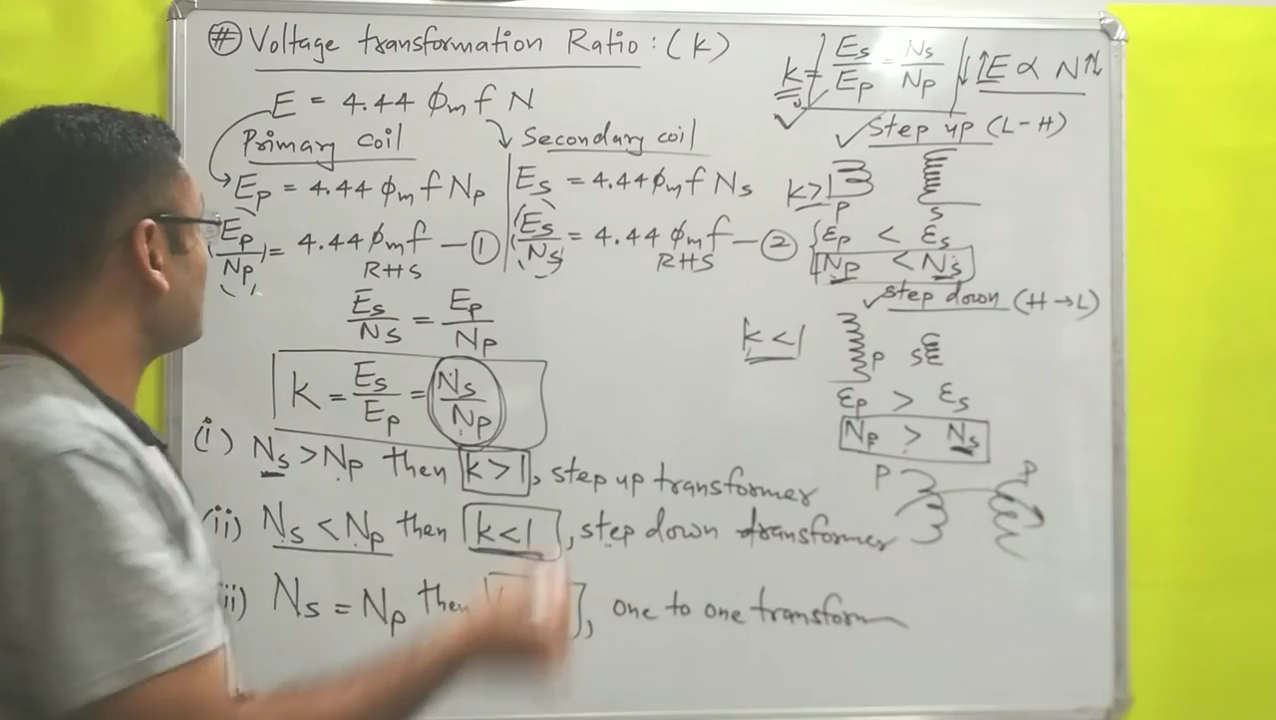 # Voltage transformation Ratio : (k)
E = 4.44 ϕm f N
Primary coil
Ep = 4.44 ϕm f Np
Ep/Np = 4.44 ϕm f — ①
RHS
Secondary coil
Es = 4.44 ϕm f Ns
(Es/Ns) = 4.44 ϕm f — ②
RHS
Es/Ns = Ep/Np
k = Es/Ep = Ns/Np
(i) Ns > Np then k>1, step up transformer
(ii) Ns < Np then k<1, step down transformer
ii) Ns = Np then , one to one transform
k = Es/Ep = Ns/Np ↓ ↑E ∝ N↑↓
✓ ✓step up (L-H)
k>1
P S
Ep < Es
Np < Ns
✓step down (H→L)
k<1
P S
Ep > Es
Np > Ns
P